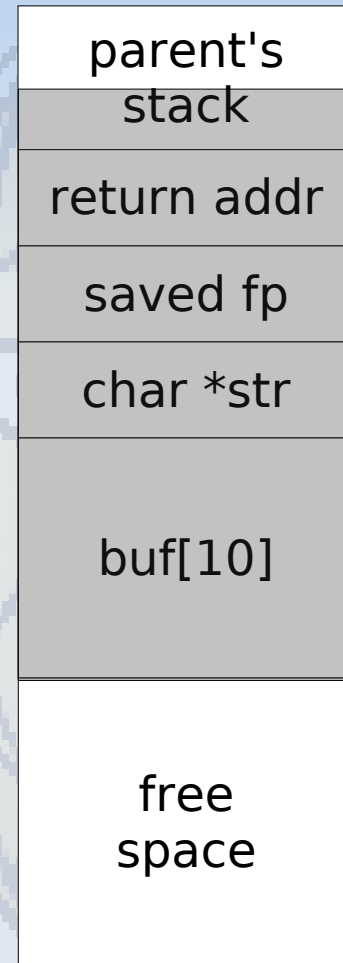 parent's
stack
return addr
saved fp
char *str
buf[10]
free
space